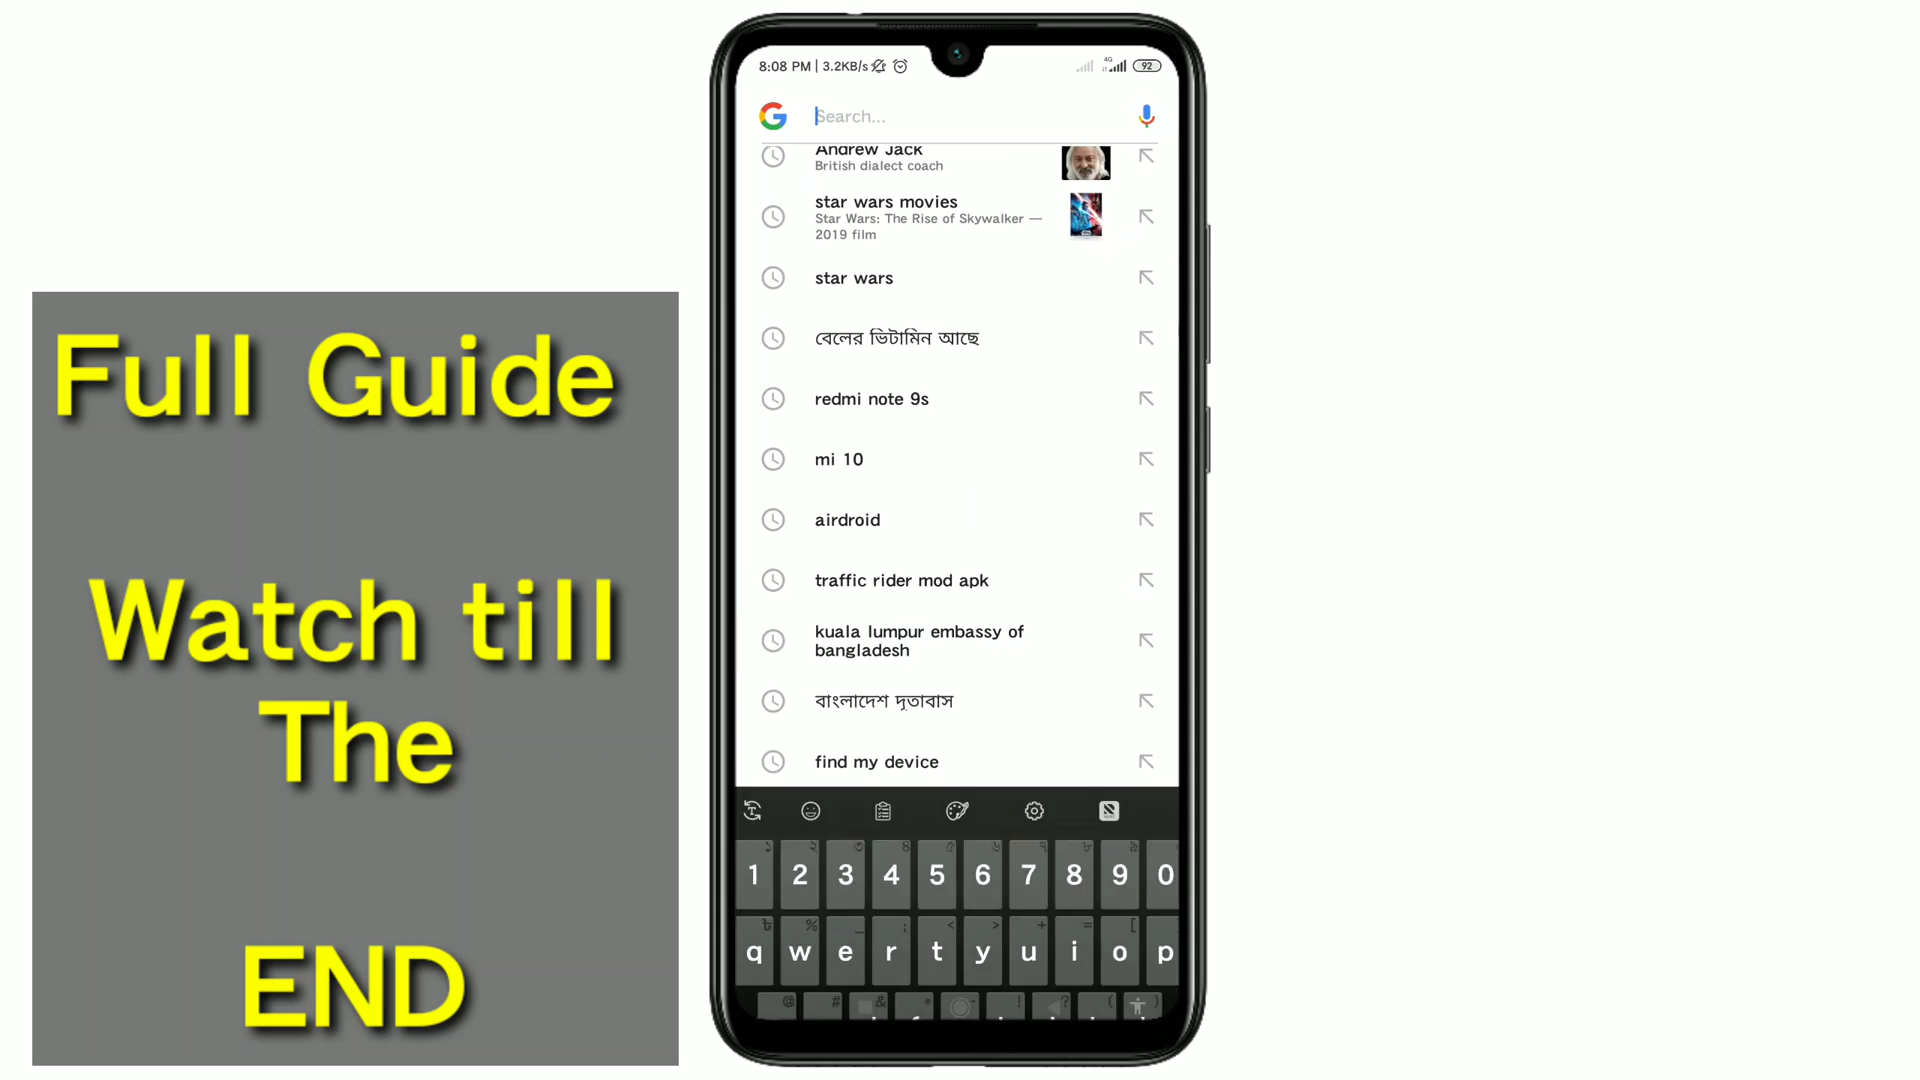 Full Guide
Watch till
The
END
8:08 PM | 3.2KB/s
4G
92
Search...
Andrew Jack
British dialect coach
star wars movies
Star Wars: The Rise of Skywalker —
2019 film
star wars
বেলের ভিটামিন আছে
redmi note 9s
mi 10
airdroid
traffic rider mod apk
kuala lumpur embassy of
bangladesh
বাংলাদেশ দূতাবাস
find my device
1 2 3 4 5 6 7 8 9 0
q w e r t y u i o p